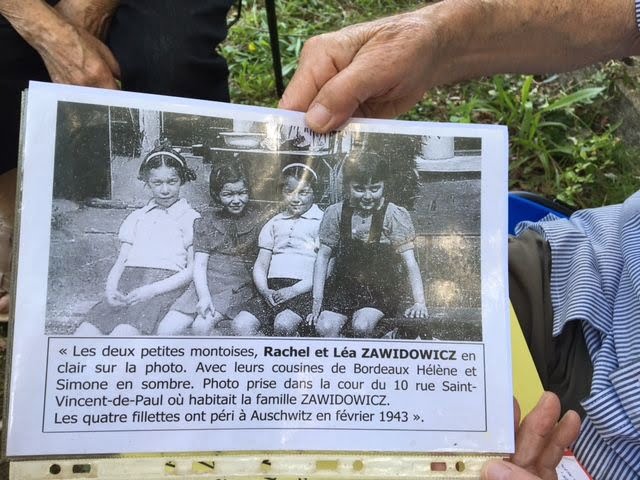 « Les deux petites montoises, Rachel et Léa ZAWIDOWICZ en
clair sur la photo. Avec leurs cousines de Bordeaux Hélène et
Simone en sombre. Photo prise dans la cour du 10 rue Saint-
Vincent-de-Paul où habitait la famille ZAWIDOWICZ.
Les quatre fillettes ont péri à Auschwitz en février 1943 ».